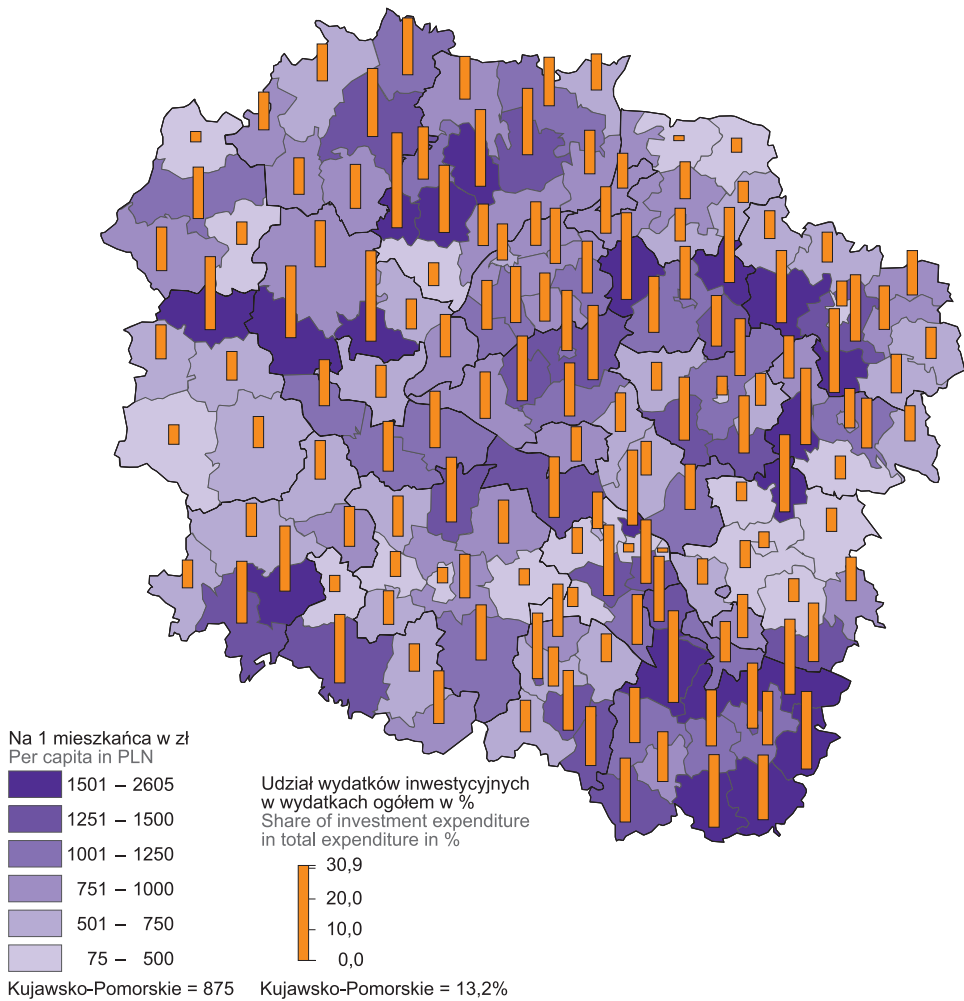 Na 1 mieszkańca w zł
Per capita in PLN
1501 – 2605
1251 – 1500
1001 – 1250
751 – 1000
501 – 750
75 – 500
Kujawsko-Pomorskie = 875
Udział wydatków inwestycyjnych
w wydatkach ogółem w %
Share of investment expenditure
in total expenditure in %
30,9
20,0
10,0
0,0
Kujawsko-Pomorskie = 13,2%